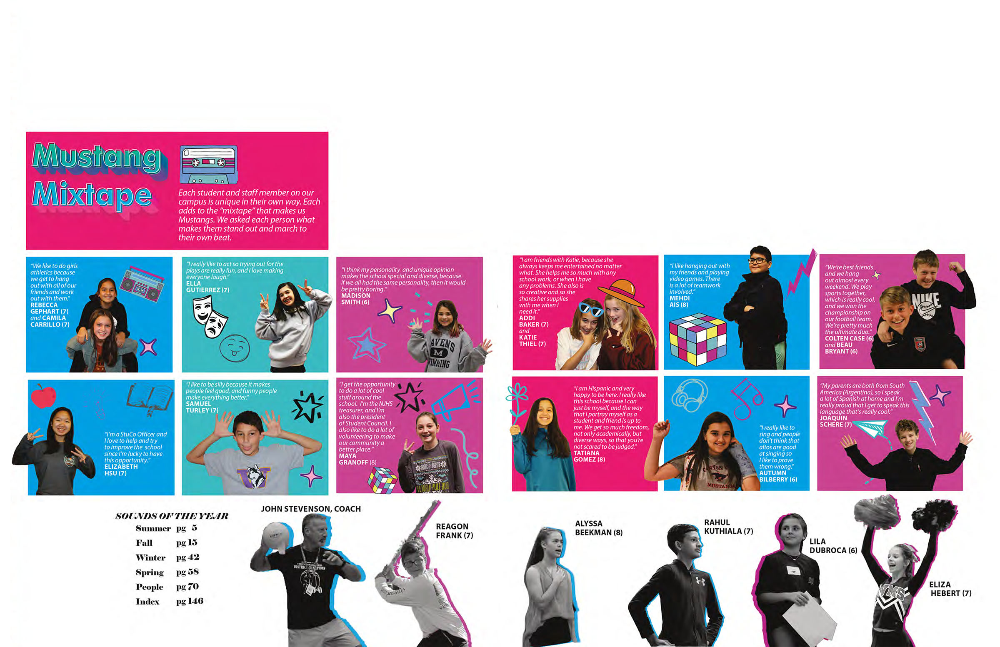 Mustang
Mixtape
Each student and staff member on our
campus is unique in their own way. Each
adds to the “mixtape” that makes us
Mustangs. We asked each person what
makes them stand out and march to
their own beat.
“We like to do girls
athletics because
we get to hang
out with all of our
friends and work
out with them.”
REBECCA
GEPHART (7)
and CAMILA
CARRILLO (7)
“I really like to act so trying out for the
plays are really fun, and I love making
everyone laugh.”
ELLA
GUTIERREZ (7)
“I think my personality and unique opinion
makes the school special and diverse, because
if we all had the same personality, then it would
be pretty boring.”
MADISON
SMITH (6)
AVENS
M
IMMING
“I am friends with Katie, because she
always keeps me entertained no matter
what. She helps me so much with any
school work, or when I have
any problems. She also is
so creative and so she
shares her supplies
with me when I
need it.”
ADDI
BAKER (7)
and
KATIE
THIEL (7)
“I like hanging out with
my friends and playing
video games. There
is a lot of teamwork
involved.”
MEHDI
AIS (8)
“We’re best friends
and we hang
out almost every
weekend. We play
sports together,
which is really cool,
and we won the
championship on
our football team.
We’re pretty much
the ultimate duo.”
COLTEN CASE (6)
and BEAU
BRYANT (6)
NIKE
“I’m a StuCo Officer and
I love to help and try
to improve the school
since I’m lucky to have
this opportunity.”
ELIZABETH
HSU (7)
“I like to be silly because it makes
people feel good, and funny people
make everything better.”
SAMUEL
TURLEY (7)
W
“I get the opportunity
to do a lot of cool
stuff around the
school. I’m the NJHS
treasurer, and I’m
also the president
of Student Council. I
also like to do a lot of
volunteering to make
our community a
better place.”
MAYA
GRANOFF (8)
YULE RUN
“I am Hispanic and very
happy to be here. I really like
this school because I can
just be myself, and the way
that I portray myself as a
student and friend is up to
me. We get so much freedom,
not only academically, but
diverse ways, so that you’re
not scared to be judged.”
TATIANA
GOMEZ (8)
“I really like to
sing and people
don’t think that
altos are good
at singing so
I like to prove
them wrong.”
AUTUMN
BILBERRY (6)
MUSTANGS
“My parents are both from South
America (Argentina), so I speak
a lot of Spanish at home and I’m
really proud that I get to speak this
language that’s really cool.”
JOAQUIN
SCHERE (7)
SOUNDS OF THE YEAR
Summer pg 5
Fall pg 15
Winter pg 42
Spring pg 58
People pg 70
Index pg 146
JOHN STEVENSON, COACH
DISTRICT CHAMPIONS
REAGON
FRANK (7)
ALYSSA
BEEKMAN (8)
RAHUL
KUTHIALA (7)
LILA
DUBROCA (6)
ELIZA
HEBERT (7)
VMS